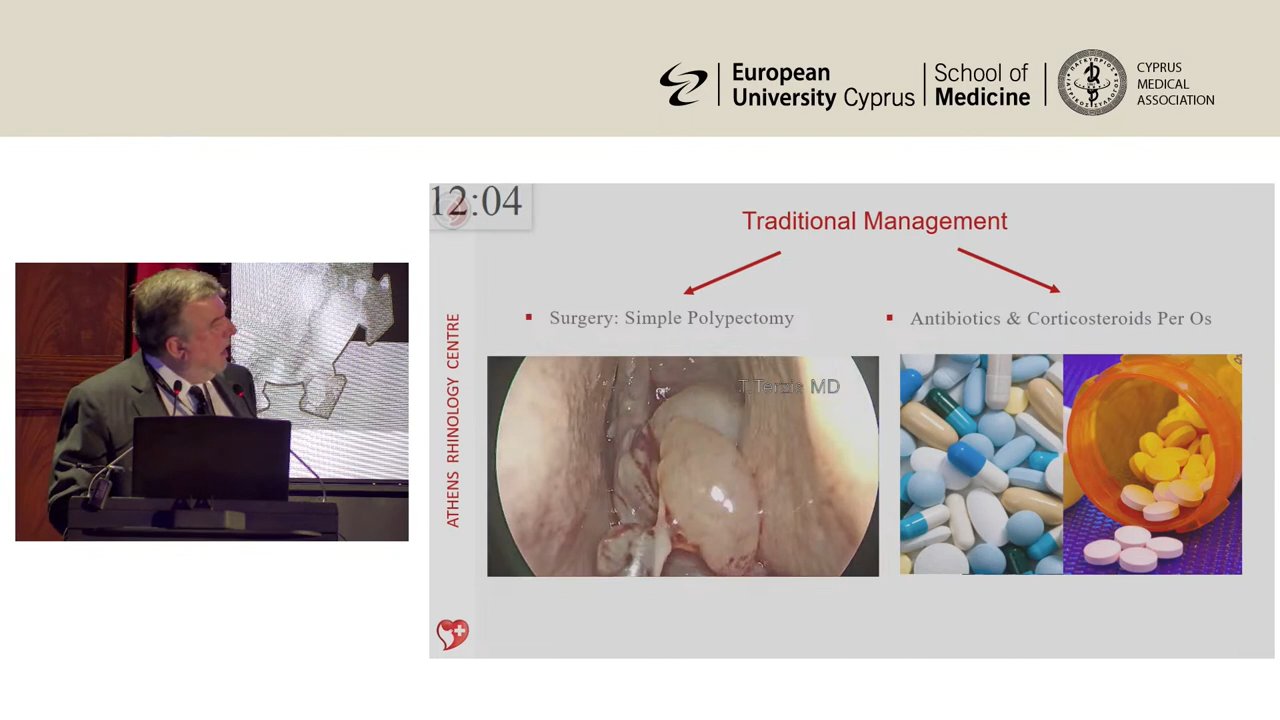 European
University Cyprus
School of
Medicine
CYPRUS
MEDICAL
ASSOCIATION
12:04
Traditional Management
Surgery: Simple Polypectomy
Antibiotics & Corticosteroids Per Os
T Terzis MD
ATHENS RHINOLOGY CENTRE